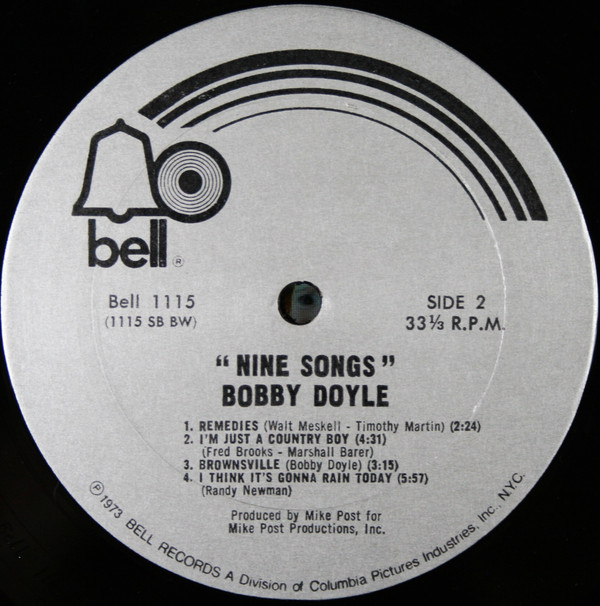 bell ®
Bell 1115
(1115 SB BW)
SIDE 2
33⅓ R.P.M.
“NINE SONGS”
BOBBY DOYLE
1. REMEDIES (Walt Meskell - Timothy Martin) (2:24)
2. I'M JUST A COUNTRY BOY (4:31)
(Fred Brooks - Marshall Barer)
3. BROWNSVILLE (Bobby Doyle) (3:15)
4. I THINK IT'S GONNA RAIN TODAY (5:57)
(Randy Newman)
Produced by Mike Post for
Mike Post Productions, Inc.
℗ 1973 BELL RECORDS A Division of Columbia Pictures Industries, Inc., N.Y.C.